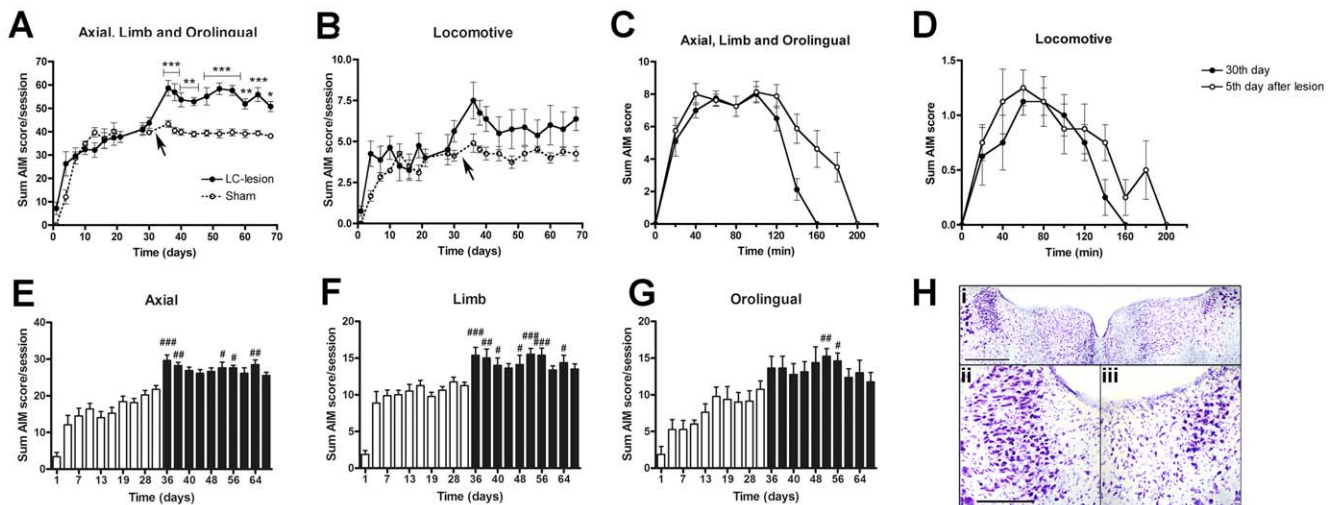 A
Axial, Limb and Orolingual
Sum AIM score/session
70
60
50
40
30
20
10
0
***
**
***
**
***
*
LC-lesion
Sham
0 10 20 30 40 50 60 70
Time (days)
B
Locomotive
Sum AIM score/session
10.0
7.5
5.0
2.5
0.0
0 10 20 30 40 50 60 70
Time (days)
C
Axial, Limb and Orolingual
Sum AIM score
10
8
6
4
2
0
0 40 80 120 160 200
Time (min)
D
Locomotive
Sum AIM score
1.5
1.0
0.5
0.0
0 40 80 120 160 200
Time (min)
30th day
5th day after lesion
E
Axial
Sum AIM score/session
40
30
20
10
0
###
##
#
#
##
1 7 13 19 28 36 40 48 56 64
Time (days)
F
Limb
Sum AIM score/session
20
15
10
5
0
###
##
#
#
###
###
#
1 7 13 19 28 36 40 48 56 64
Time (days)
G
Orolingual
Sum AIM score/session
20
15
10
5
0
##
#
1 7 13 19 28 36 40 48 56 64
Time (days)
H
i
ii
iii